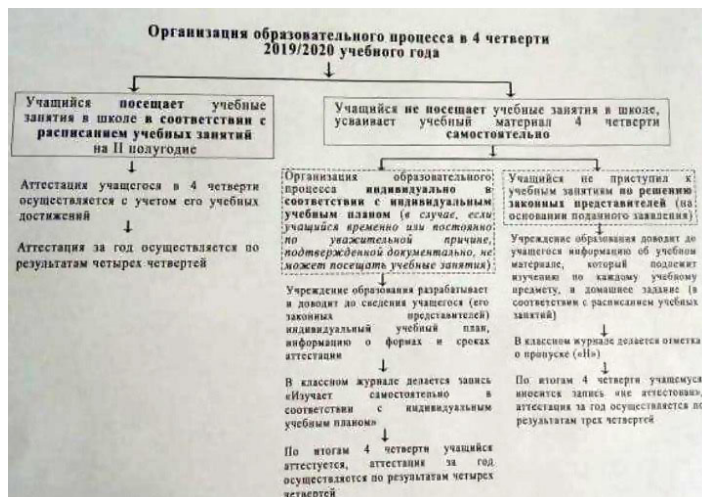 Организация образовательного процесса в 4 четверти
2019/2020 учебного года
Учащийся посещает учебные
занятия в школе в соответствии с
расписанием учебных занятий
на II полугодие
Аттестация учащегося в 4 четверти
осуществляется с учетом его учебных
достижений
Аттестация за год осуществляется по
результатам четырех четвертей
Учащийся не посещает учебные занятия в школе,
усваивает учебный материал 4 четверти
самостоятельно
Организация образовательного
процесса индивидуально в
соответствии с индивидуальным
учебным планом (в случае, если
учащийся временно или постоянно
по уважительной причине,
подтвержденной документально, не
может посещать учебные занятия)
Учреждение образования разрабатывает
и доводит до сведения учащегося (его
законных представителей)
индивидуальный учебный план,
информацию о формах и сроках
аттестации
В классном журнале делается запись
«Изучает самостоятельно в
соответствии с индивидуальным
учебным планом»
По итогам 4 четверти учащийся
аттестуется, аттестация за год
осуществляется по результатам четырех
четвертей
Учащийся не приступил к
учебным занятиям по решению
законных представителей (на
основании поданного заявления)
Учреждение образования доводит до
учащегося информацию об учебном
материале, который подлежит
изучению по каждому учебному
предмету, и домашнее задание (в
соответствии с расписанием учебных
занятий)
В классном журнале делается отметка
о пропуске («Н»)
По итогам 4 четверти учащемуся
вносится запись «не аттестован»,
аттестация за год осуществляется по
результатам трех четвертей